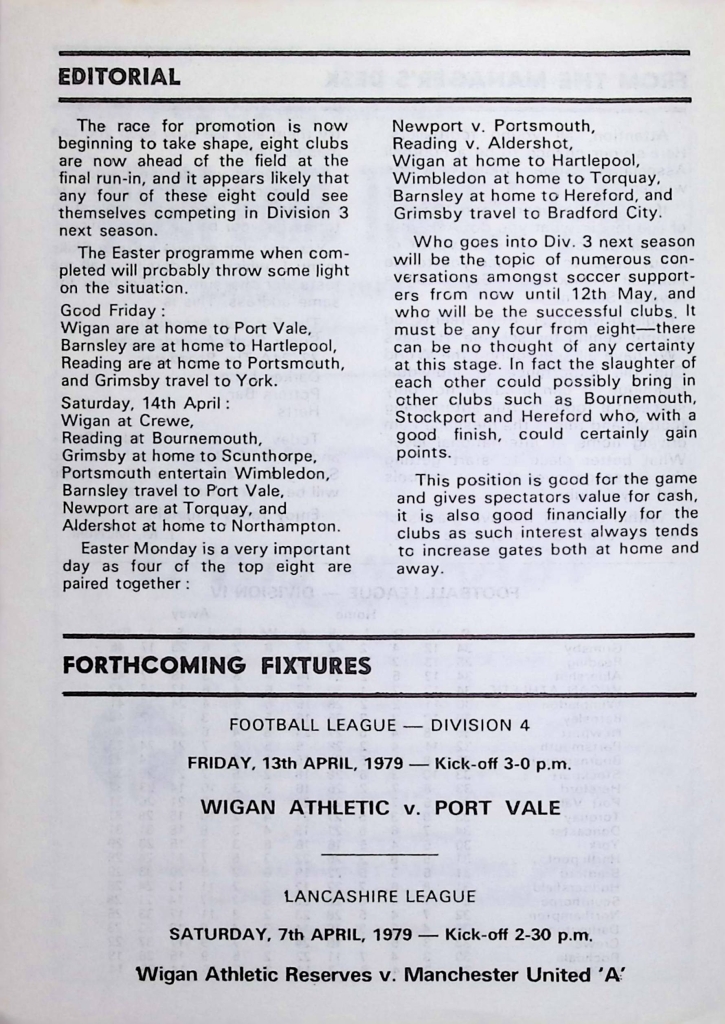 EDITORIAL
The race for promotion is now
beginning to take shape, eight clubs
are now ahead of the field at the
final run-in, and it appears likely that
any four of these eight could see
themselves competing in Division 3
next season.
The Easter programme when com-
pleted will probably throw some light
on the situation.
Good Friday :
Wigan are at home to Port Vale,
Barnsley are at home to Hartlepool,
Reading are at home to Portsmouth,
and Grimsby travel to York.
Saturday, 14th April :
Wigan at Crewe,
Reading at Bournemouth,
Grimsby at home to Scunthorpe,
Portsmouth entertain Wimbledon,
Barnsley travel to Port Vale,
Newport are at Torquay, and
Aldershot at home to Northampton.
Easter Monday is a very important
day as four of the top eight are
paired together :
Newport v. Portsmouth,
Reading v. Aldershot,
Wigan at home to Hartlepool,
Wimbledon at home to Torquay,
Barnsley at home to Hereford, and
Grimsby travel to Bradford City.
Who goes into Div. 3 next season
will be the topic of numerous con-
versations amongst soccer support-
ers from now until 12th May, and
who will be the successful clubs. It
must be any four from eight—there
can be no thought of any certainty
at this stage. In fact the slaughter of
each other could possibly bring in
other clubs such as Bournemouth,
Stockport and Hereford who, with a
good finish, could certainly gain
points.
This position is good for the game
and gives spectators value for cash,
it is also good financially for the
clubs as such interest always tends
to increase gates both at home and
away.
FORTHCOMING FIXTURES
FOOTBALL LEAGUE — DIVISION 4
FRIDAY, 13th APRIL, 1979 — Kick-off 3-0 p.m.
WIGAN ATHLETIC v. PORT VALE
LANCASHIRE LEAGUE
SATURDAY, 7th APRIL, 1979 — Kick-off 2-30 p.m.
Wigan Athletic Reserves v. Manchester United 'A'